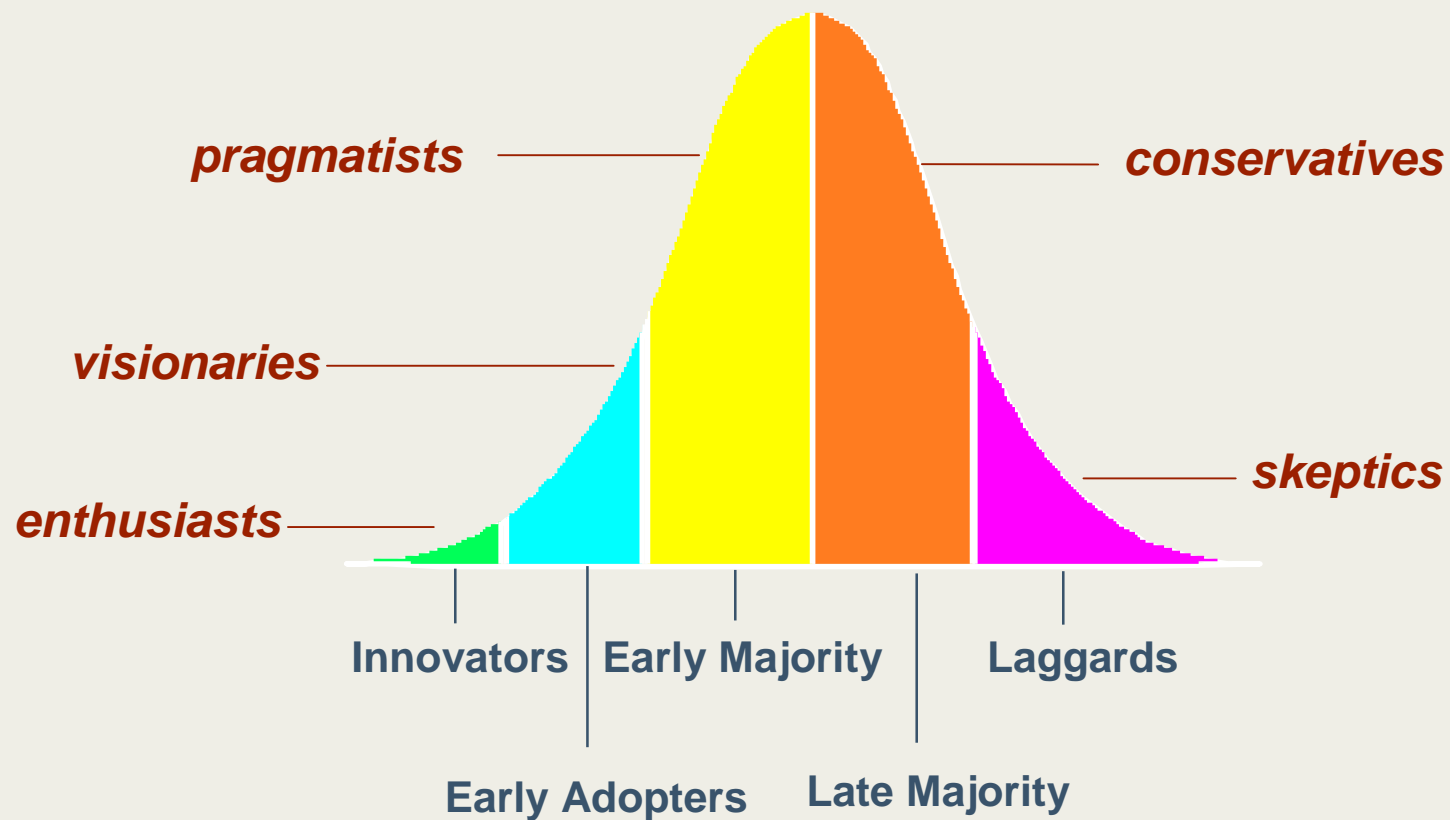 pragmatists
conservatives
visionaries
skeptics
enthusiasts
Innovators
Early Majority
Laggards
Early Adopters
Late Majority